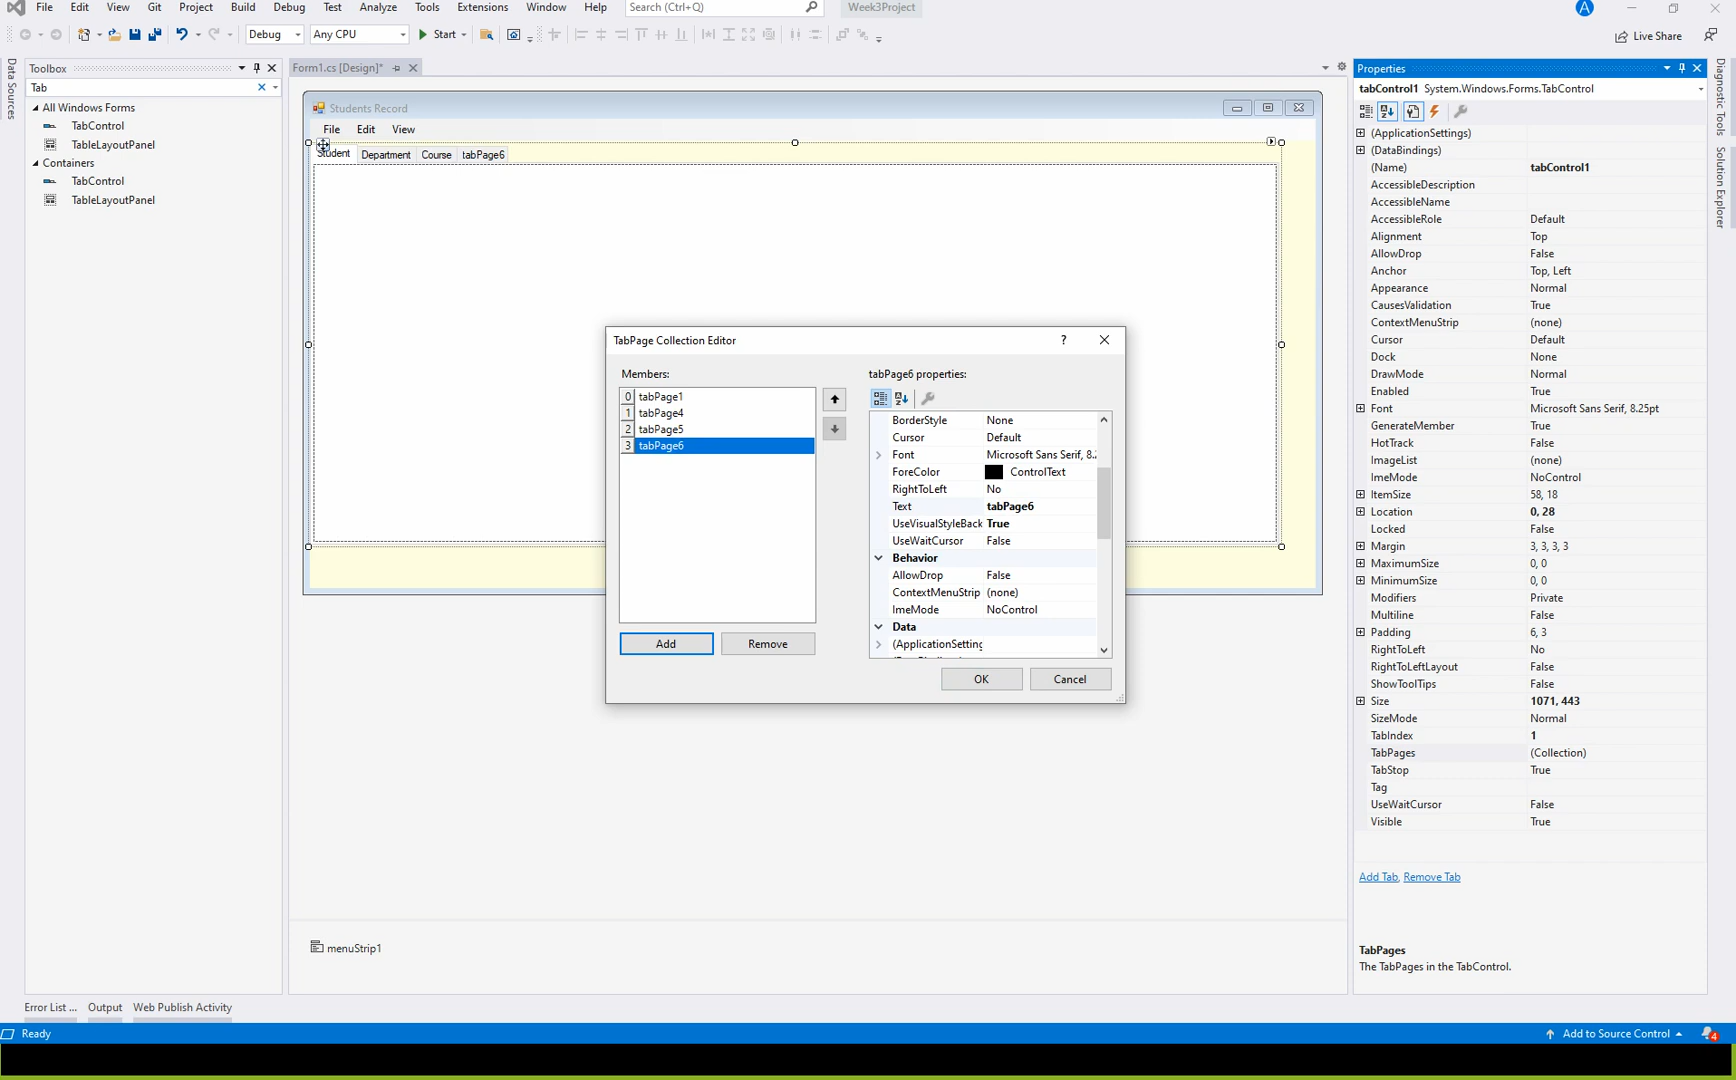 File Edit View Git Project Build Debug Test Analyze Tools Extensions Window Help Search (Ctrl+Q) Week3Project A
Debug Any CPU Start Live Share
Data Sources
Toolbox
Tab
All Windows Forms
TabControl
TableLayoutPanel
Containers
TabControl
TableLayoutPanel
Form1.cs [Design]*
Students Record
File Edit View
Student Department Course tabPage6
TabPage Collection Editor ?
Members:
0 tabPage1
1 tabPage4
2 tabPage5
3 tabPage6
Add Remove
tabPage6 properties:
BorderStyle None
Cursor Default
Font Microsoft Sans Serif, 8.
ForeColor ControlText
RightToLeft No
Text tabPage6
UseVisualStyleBack True
UseWaitCursor False
Behavior
AllowDrop False
ContextMenuStrip (none)
ImeMode NoControl
Data
(ApplicationSetting
OK Cancel
menuStrip1
Properties
tabControl1 System.Windows.Forms.TabControl
(ApplicationSettings)
(DataBindings)
(Name) tabControl1
AccessibleDescription
AccessibleName
AccessibleRole Default
Alignment Top
AllowDrop False
Anchor Top, Left
Appearance Normal
CausesValidation True
ContextMenuStrip (none)
Cursor Default
Dock None
DrawMode Normal
Enabled True
Font Microsoft Sans Serif, 8.25pt
GenerateMember True
HotTrack False
ImageList (none)
ImeMode NoControl
ItemSize 58, 18
Location 0, 28
Locked False
Margin 3, 3, 3, 3
MaximumSize 0, 0
MinimumSize 0, 0
Modifiers Private
Multiline False
Padding 6, 3
RightToLeft No
RightToLeftLayout False
ShowToolTips False
Size 1071, 443
SizeMode Normal
TabIndex 1
TabPages (Collection)
TabStop True
Tag
UseWaitCursor False
Visible True
Add Tab, Remove Tab
TabPages
The TabPages in the TabControl.
Diagnostic Tools
Solution Explorer
Error List ... Output Web Publish Activity
Ready Add to Source Control 4